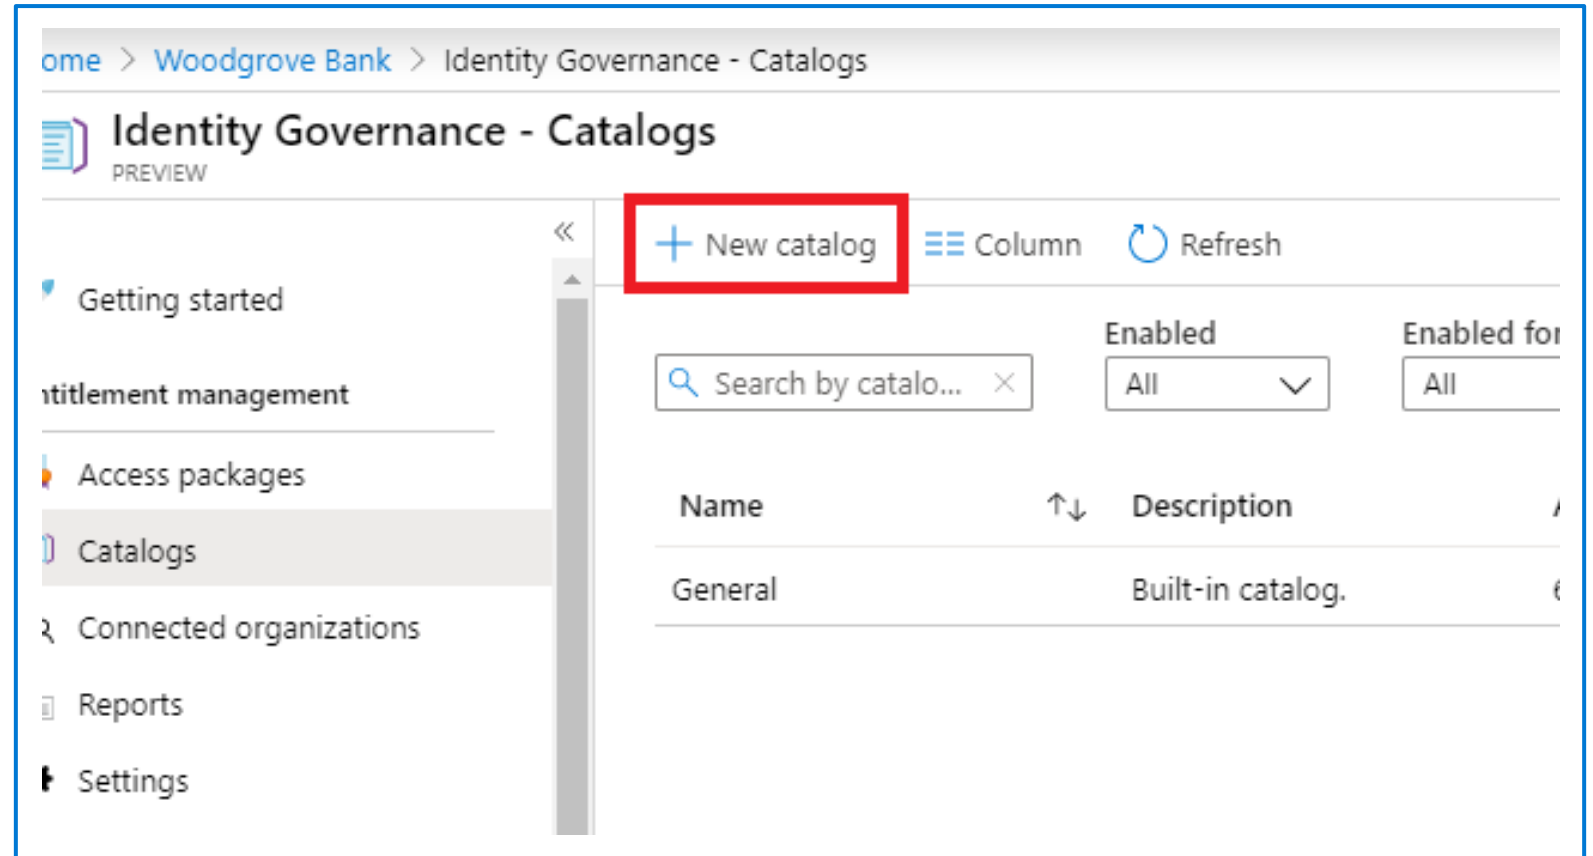 ome > Woodgrove Bank > Identity Governance - Catalogs
Identity Governance - Catalogs
PREVIEW
«
+ New catalog
Column
Refresh
Getting started
Enabled
Enabled for
Search by catalo... ×
All
All
ntitlement management
Access packages
Name ↑↓ Description
Catalogs
General Built-in catalog.
Connected organizations
Reports
Settings